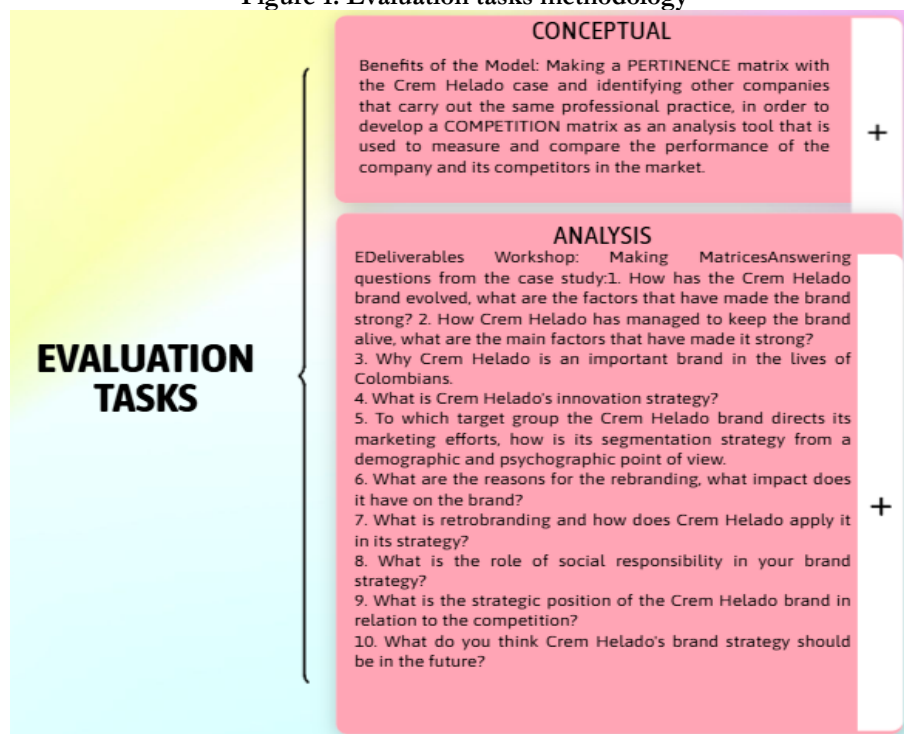 Figure 1. Evaluation tasks methodology
CONCEPTUAL
Benefits of the Model: Making a PERTINENCE matrix with
the Crem Helado case and identifying other companies
that carry out the same professional practice, in order to
develop a COMPETITION matrix as an analysis tool that is
used to measure and compare the performance of the
company and its competitors in the market.
+
EVALUATION
TASKS
ANALYSIS
EDeliverables Workshop: Making MatricesAnswering
questions from the case study:1. How has the Crem Helado
brand evolved, what are the factors that have made the brand
strong? 2. How Crem Helado has managed to keep the brand
alive, what are the main factors that have made it strong?
3. Why Crem Helado is an important brand in the lives of
Colombians.
4. What is Crem Helado's innovation strategy?
5. To which target group the Crem Helado brand directs its
marketing efforts, how is its segmentation strategy from a
demographic and psychographic point of view.
6. What are the reasons for the rebranding, what impact does
it have on the brand?
7. What is retrobranding and how does Crem Helado apply it
in its strategy?
8. What is the role of social responsibility in your brand
strategy?
9. What is the strategic position of the Crem Helado brand in
relation to the competition?
10. What do you think Crem Helado's brand strategy should
be in the future?
+